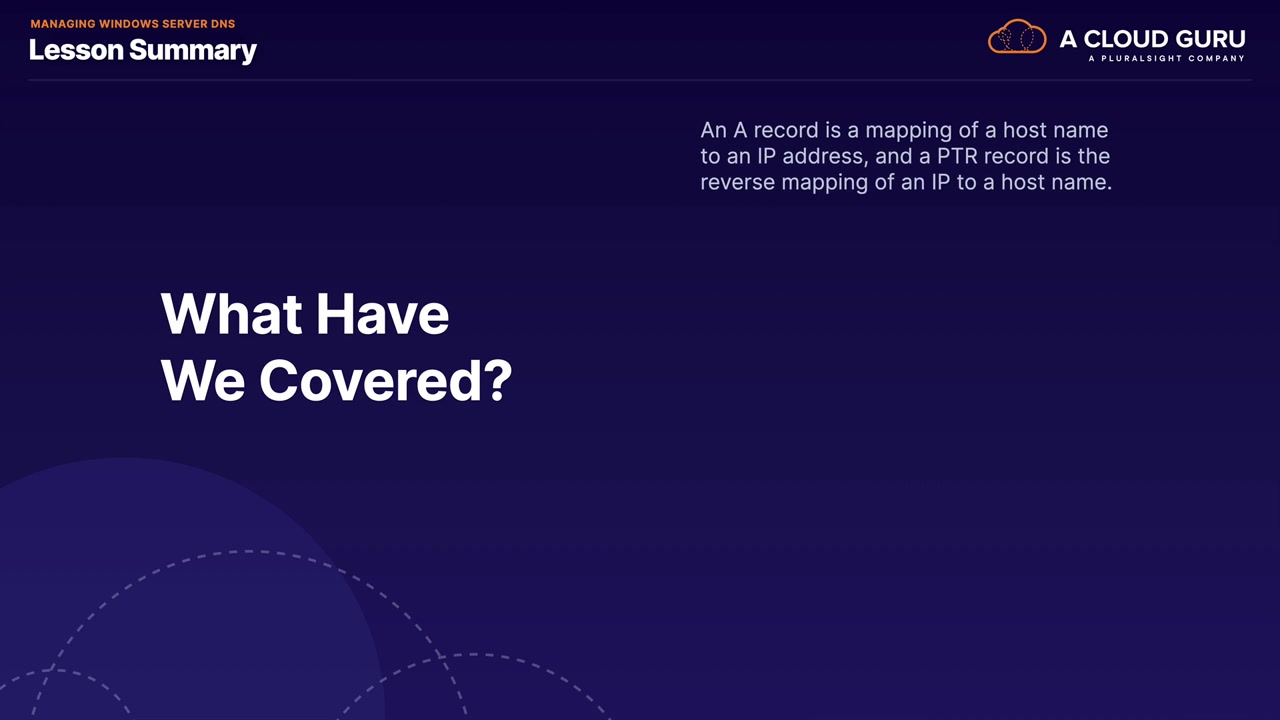 MANAGING WINDOWS SERVER DNS
Lesson Summary
A CLOUD GURU
A PLURALSIGHT COMPANY
An A record is a mapping of a host name
to an IP address, and a PTR record is the
reverse mapping of an IP to a host name.
What Have
We Covered?